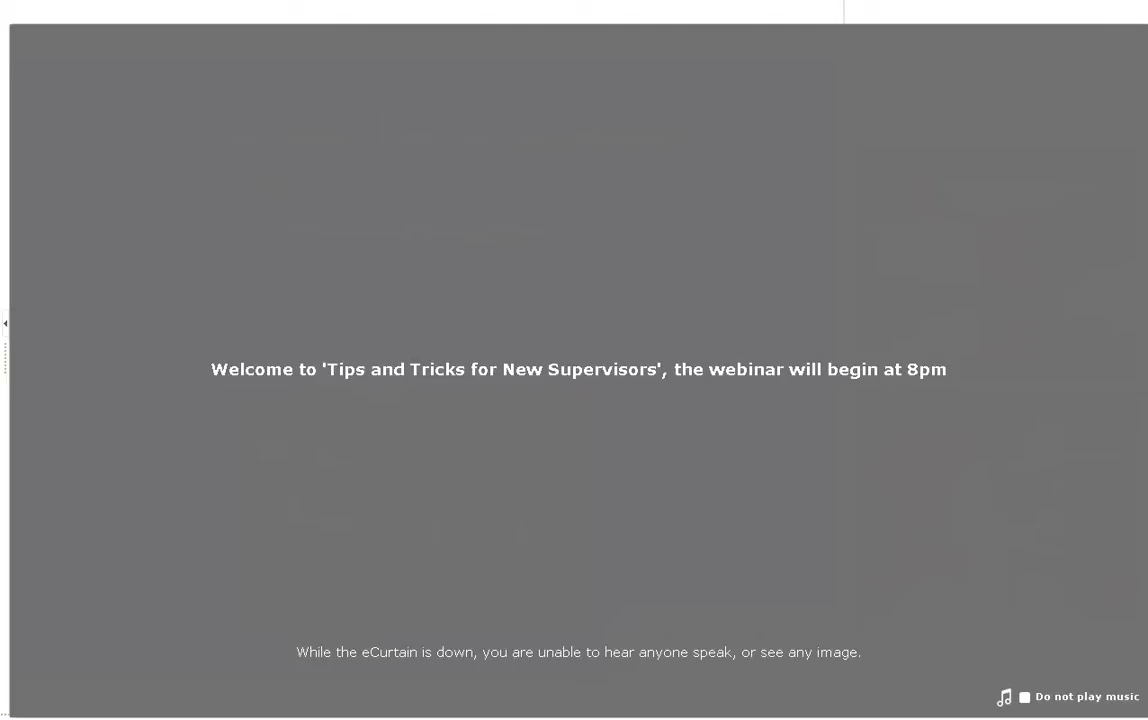 Welcome to 'Tips and Tricks for New Supervisors', the webinar will begin at 8pm
While the eCurtain is down, you are unable to hear anyone speak, or see any image.
Do not play music